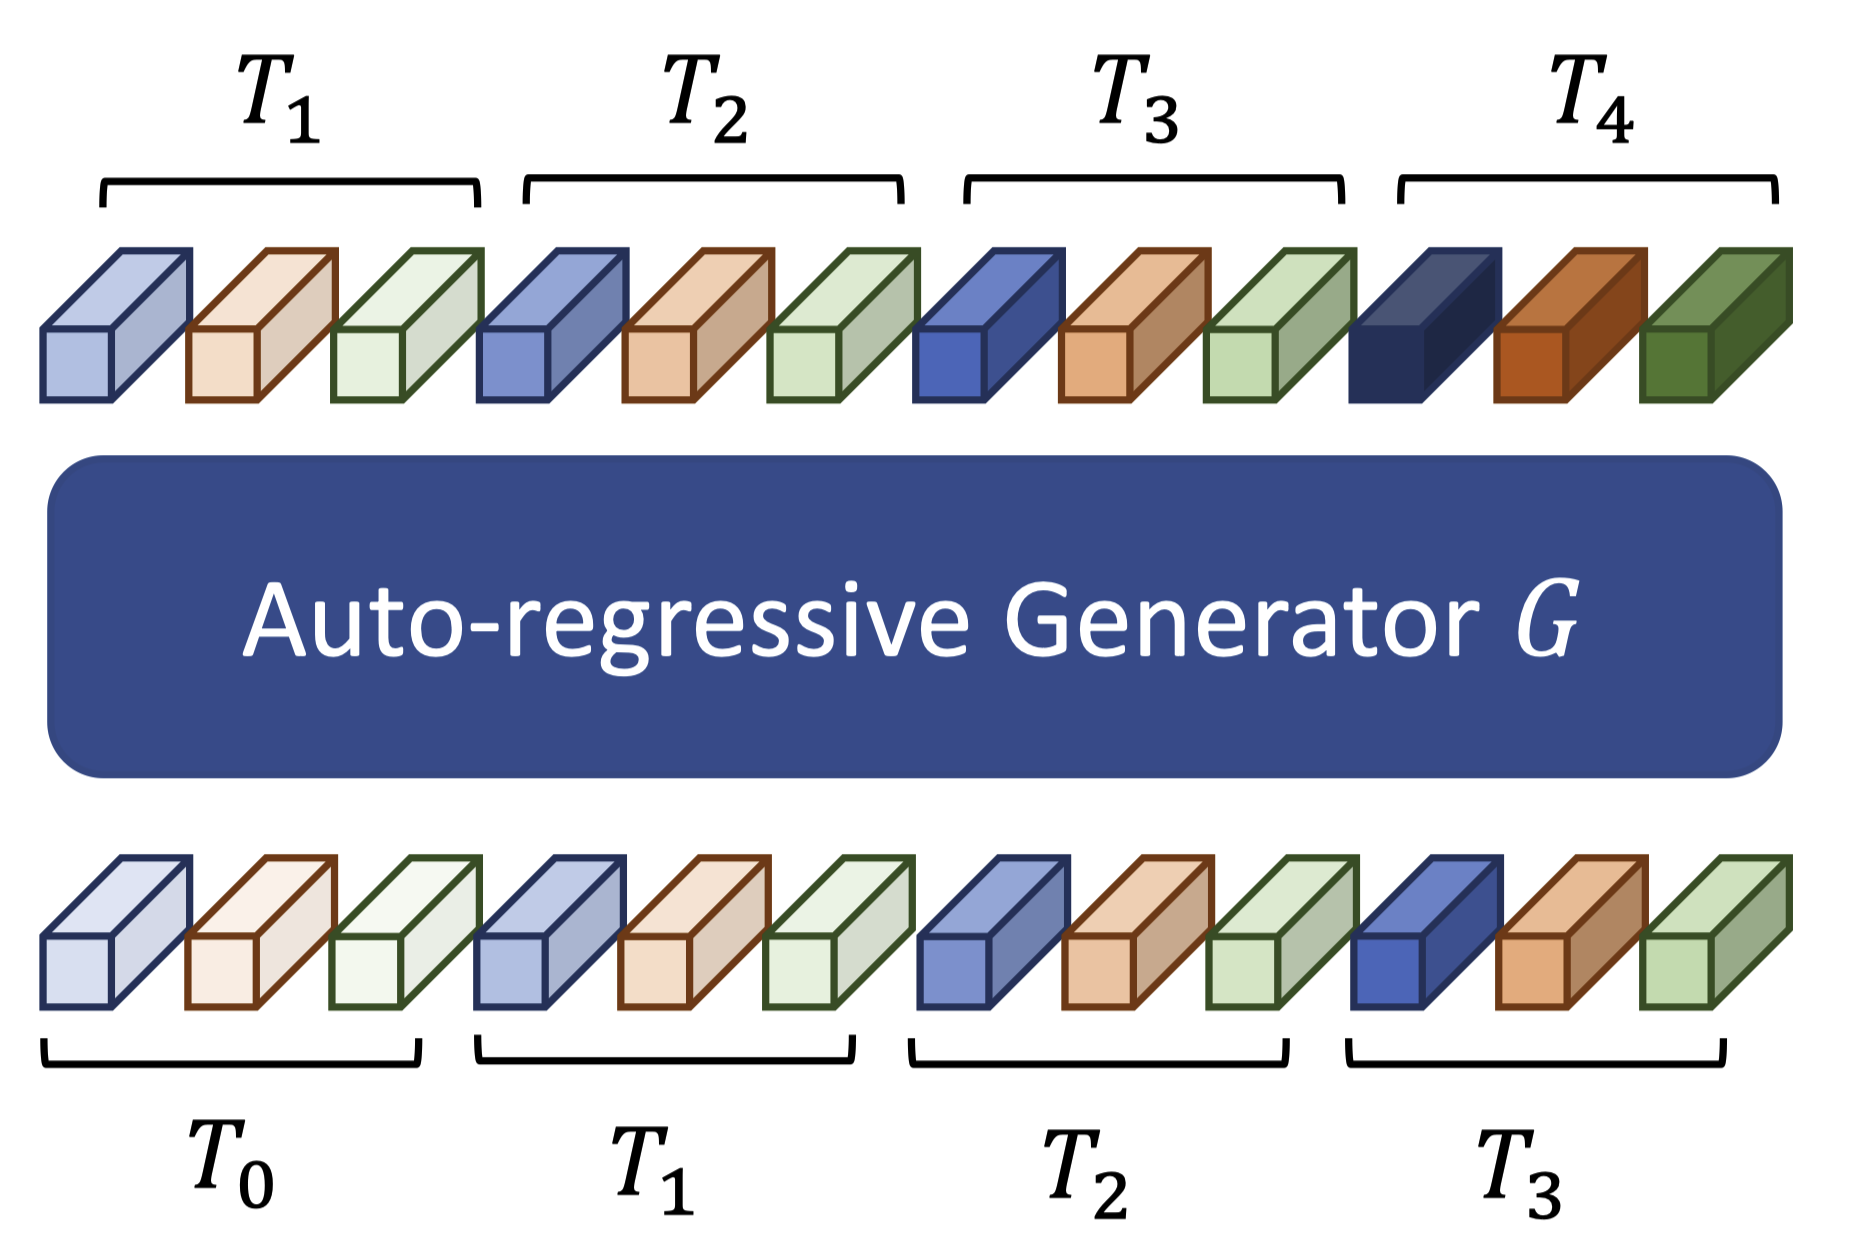 T₁ T₂ T₃ T₄
Auto-regressive Generator G
T₀ T₁ T₂ T₃